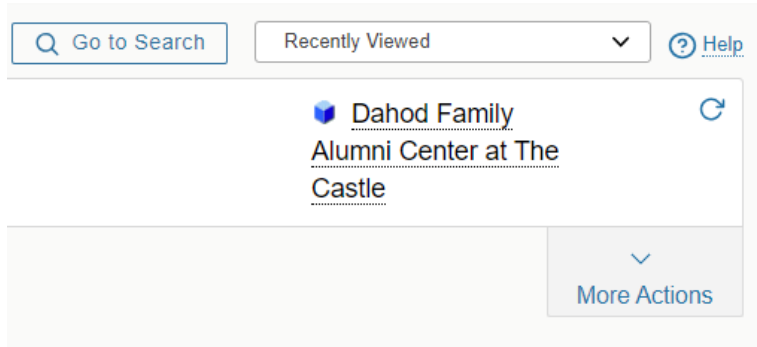 Go to Search
Recently Viewed
Help
Dahod Family
Alumni Center at The
Castle
More Actions